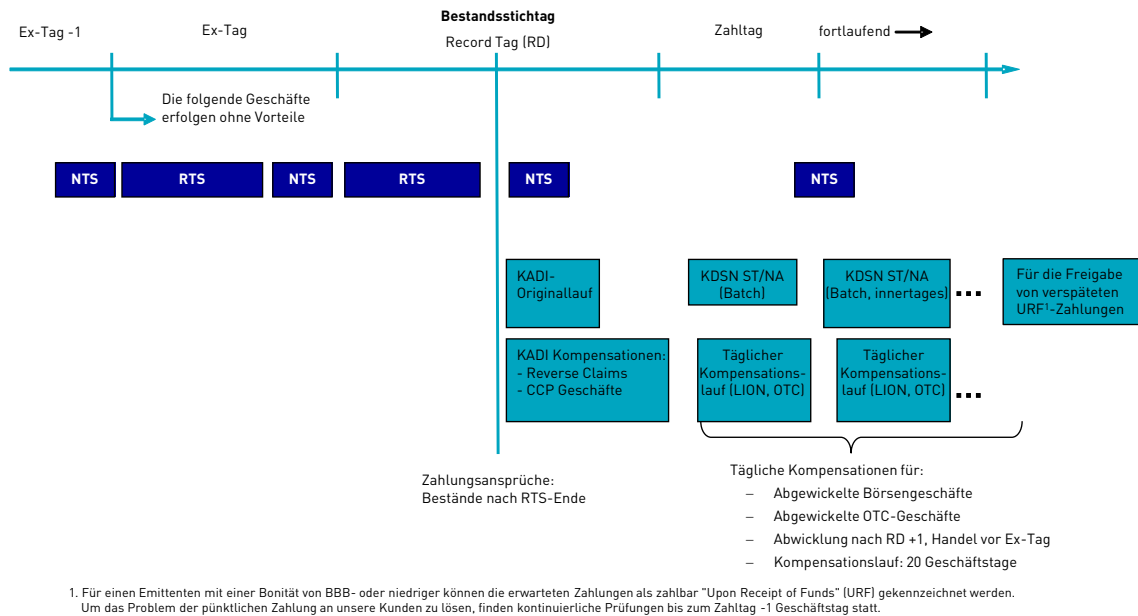 Bestandsstichtag
Ex-Tag -1
Ex-Tag
Record Tag (RD)
Zahltag
fortlaufend
Die folgende Geschäfte
erfolgen ohne Vorteile
NTS
RTS
NTS
RTS
NTS
NTS
KADI-
Originallauf
KDSN ST/NA
(Batch)
KDSN ST/NA
(Batch, innertages)
...
Für die Freigabe
von verspäteten
URF¹-Zahlungen
KADI Kompensationen:
- Reverse Claims
- CCP Geschäfte
Täglicher
Kompensations-
lauf (LION, OTC)
Täglicher
Kompensations-
lauf (LION, OTC)
...
Zahlungsansprüche:
Bestände nach RTS-Ende
Tägliche Kompensationen für:
– Abgewickelte Börsengeschäfte
– Abgewickelte OTC-Geschäfte
– Abwicklung nach RD +1, Handel vor Ex-Tag
– Kompensationslauf: 20 Geschäftstage
1. Für einen Emittenten mit einer Bonität von BBB- oder niedriger können die erwarteten Zahlungen als zahlbar "Upon Receipt of Funds" (URF) gekennzeichnet werden.
Um das Problem der pünktlichen Zahlung an unsere Kunden zu lösen, finden kontinuierliche Prüfungen bis zum Zahltag -1 Geschäftstag statt.